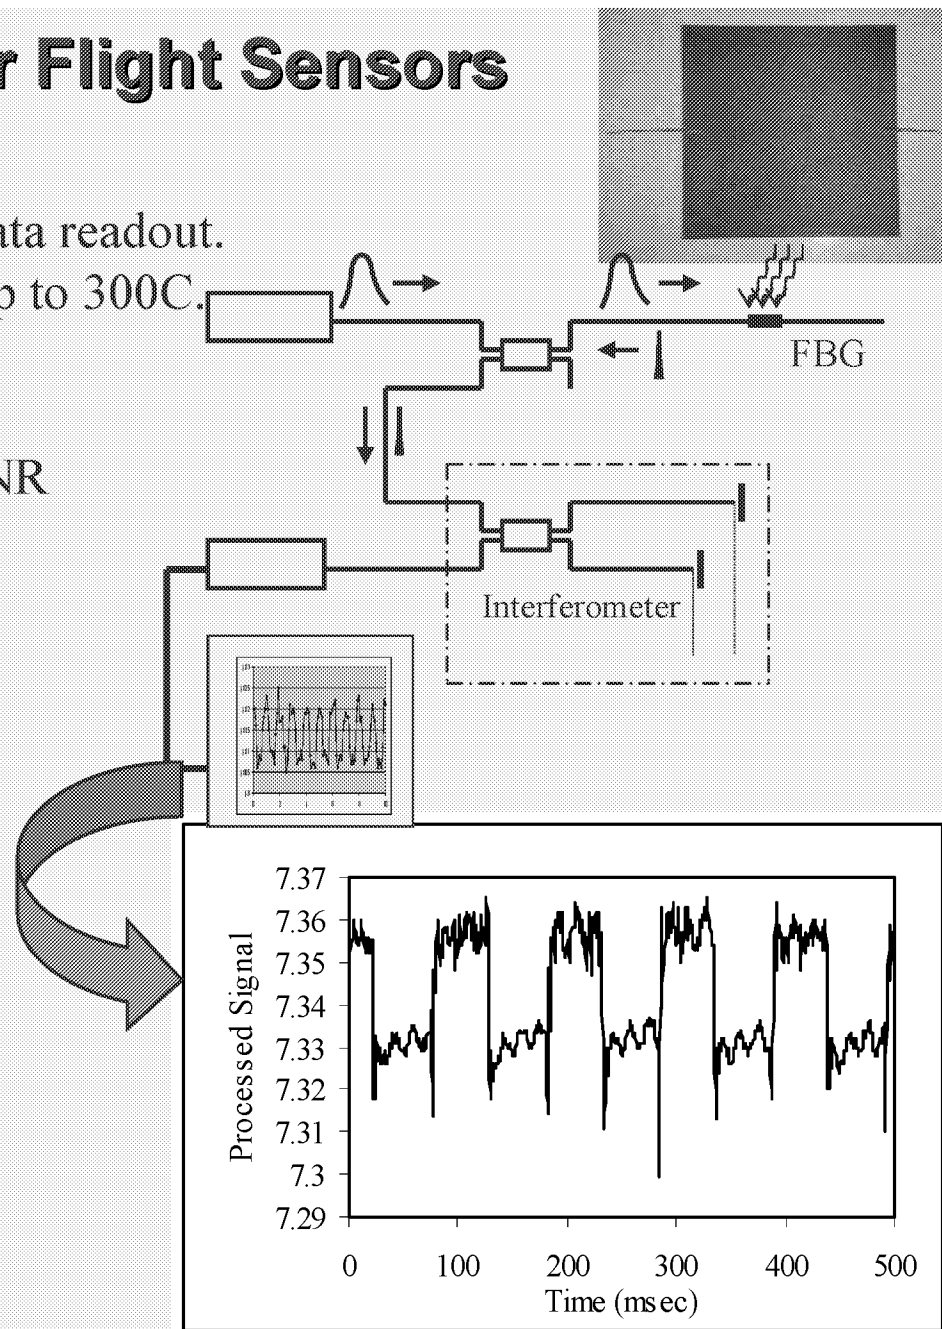 r Flight Sensors
ata readout.
p to 300C.
FBG
NR
Interferometer
7.37
7.36
7.35
7.34
7.33
7.32
7.31
7.3
7.29
Processed Signal
0 100 200 300 400 500
Time (msec)